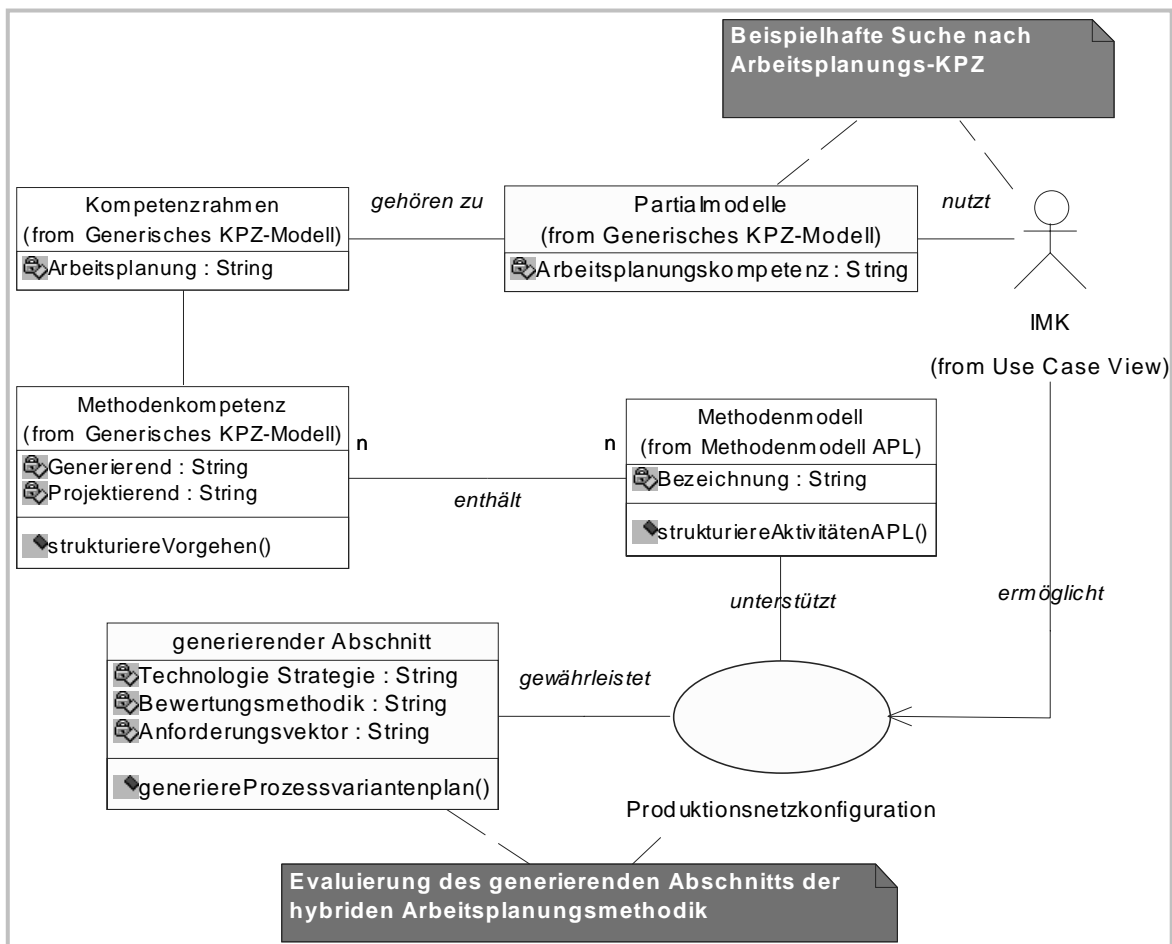 Beispielhafte Suche nach
Arbeitsplanungs-KPZ
Kompetenzrahmen
(from Generisches KPZ-Modell)
Arbeitsplanung : String
gehören zu
Partialmodelle
(from Generisches KPZ-Modell)
Arbeitsplanungskompetenz : String
nutzt
IMK
(from Use Case View)
Methodenkompetenz
(from Generisches KPZ-Modell)
Generierend : String
Projektierend : String
strukturiereVorgehen()
n
n
enthält
Methodenmodell
(from Methodenmodell APL)
Bezeichnung : String
strukturiereAktivitätenAPL()
unterstützt
ermöglicht
generierender Abschnitt
Technologie Strategie : String
Bewertungsmethodik : String
Anforderungsvektor : String
generiereProzessvariantenplan()
gewährleistet
Produktionsnetzkonfiguration
Evaluierung des generierenden Abschnitts der
hybriden Arbeitsplanungsmethodik